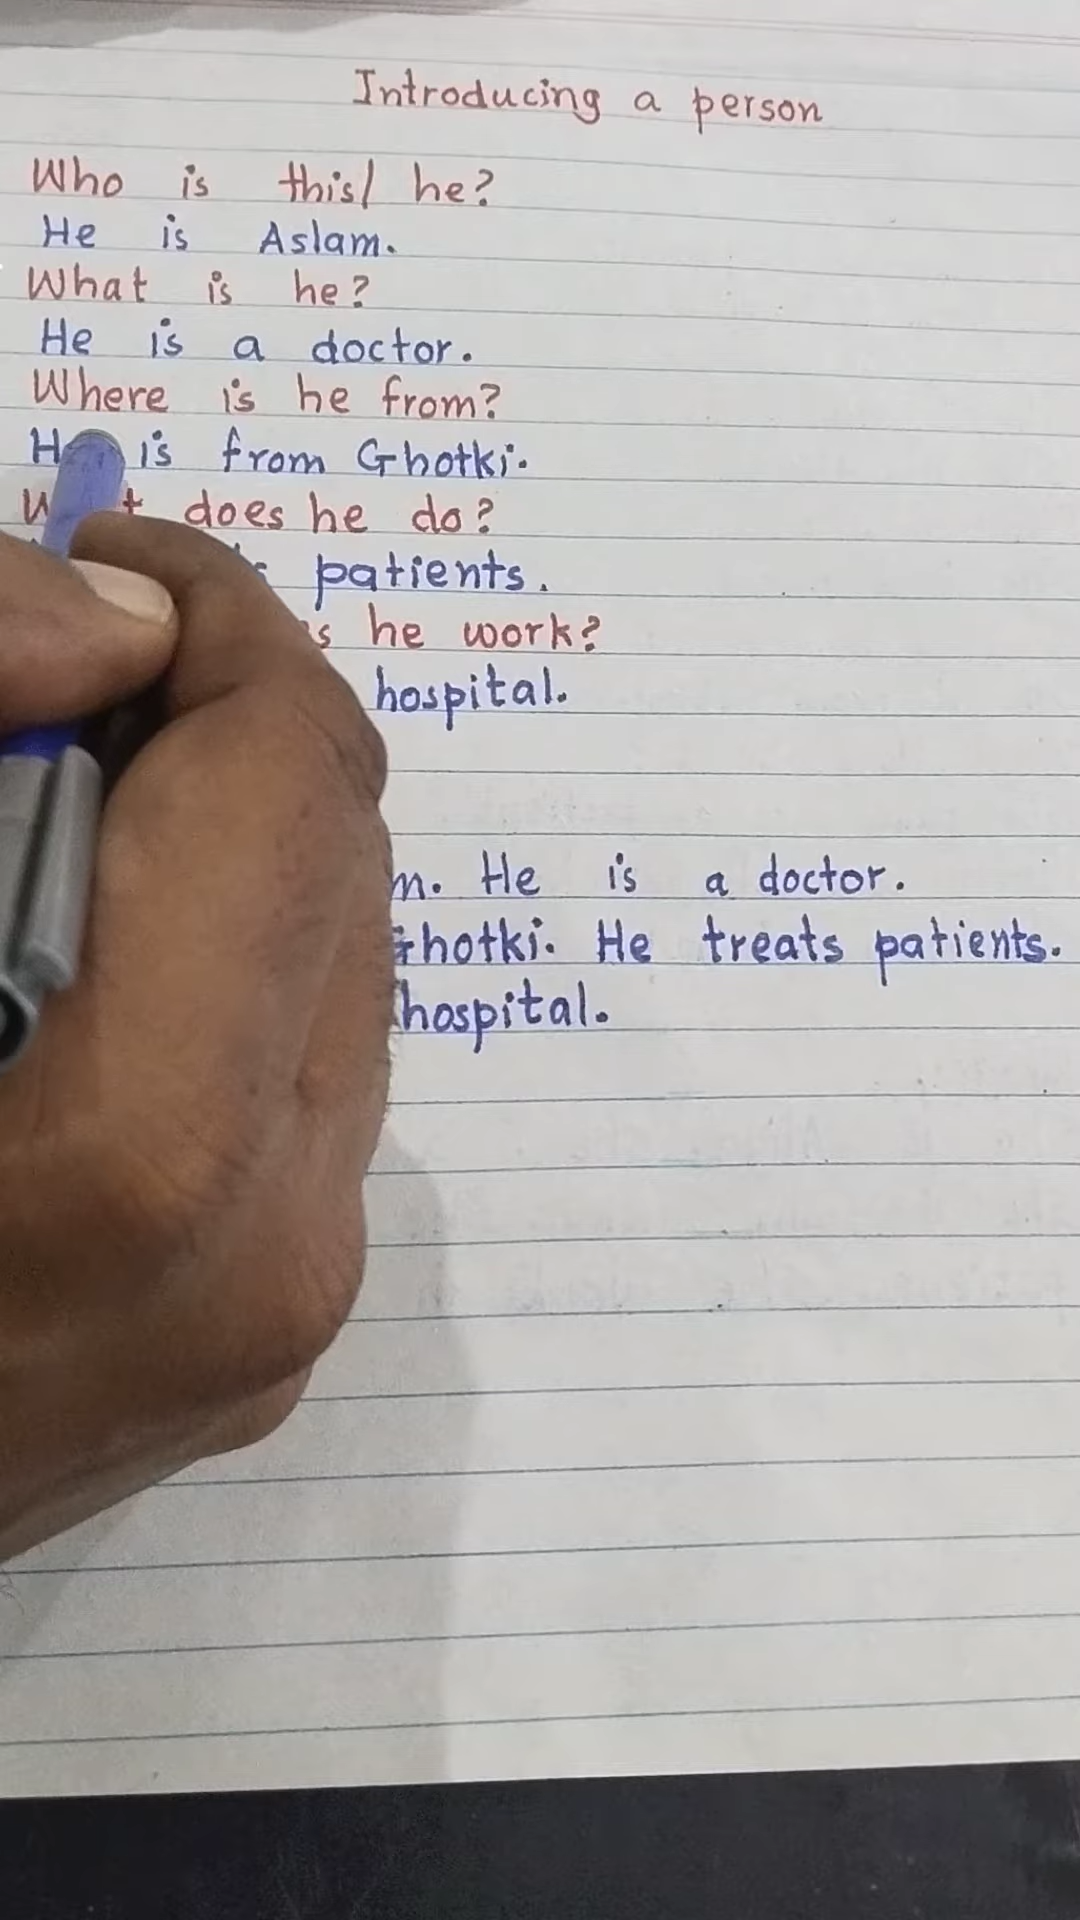 Introducing a person
Who is this/ he?
He is Aslam.
What is he?
He is a doctor.
Where is he from?
is from Ghotki.
does he do?
patients.
he work?
hospital.
He is a doctor.
He treats patients.
hospital.